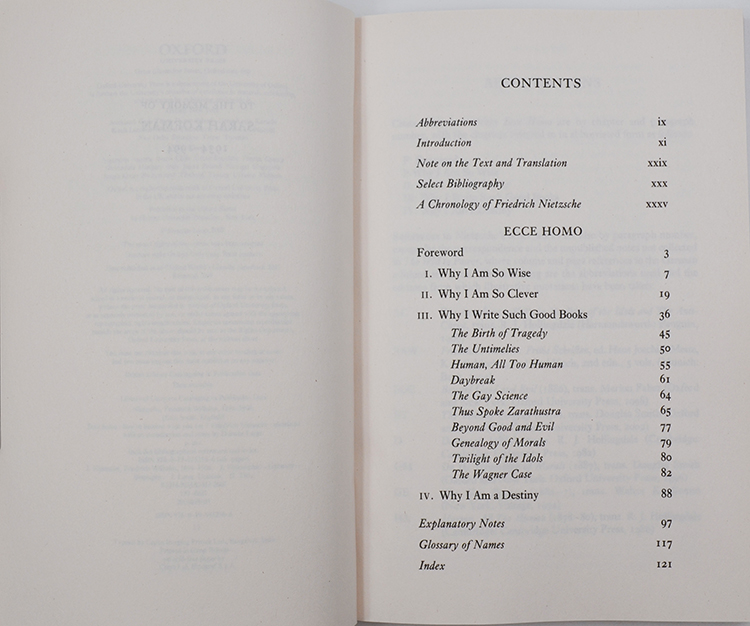 CONTENTS
Abbreviations ix
Introduction xi
Note on the Text and Translation xxix
Select Bibliography xxx
A Chronology of Friedrich Nietzsche xxxv
ECCE HOMO
Foreword 3
I. Why I Am So Wise 7
II. Why I Am So Clever 19
III. Why I Write Such Good Books 36
The Birth of Tragedy 45
The Untimelies 50
Human, All Too Human 55
Daybreak 61
The Gay Science 64
Thus Spoke Zarathustra 65
Beyond Good and Evil 77
Genealogy of Morals 79
Twilight of the Idols 80
The Wagner Case 82
IV. Why I Am a Destiny 88
Explanatory Notes 97
Glossary of Names 117
Index 121